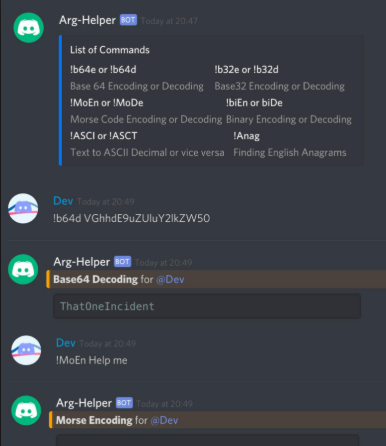 Arg-Helper BOT Today at 20:47
List of Commands
!b64e or !b64d !b32e or !b32d
Base 64 Encoding or Decoding Base32 Encoding or Decoding
!MoEn or !MoDe !biEn or biDe
Morse Code Encoding or Decoding Binary Encoding or Decoding
!ASCI or !ASCT !Anag
Text to ASCII Decimal or vice versa Finding English Anagrams
Dev Today at 20:49
!b64d VGhhdE9uZUluY2lkZW50
Arg-Helper BOT Today at 20:49
Base64 Decoding for @Dev
ThatOneIncident
Dev Today at 20:49
!MoEn Help me
Arg-Helper BOT Today at 20:49
Morse Encoding for @Dev